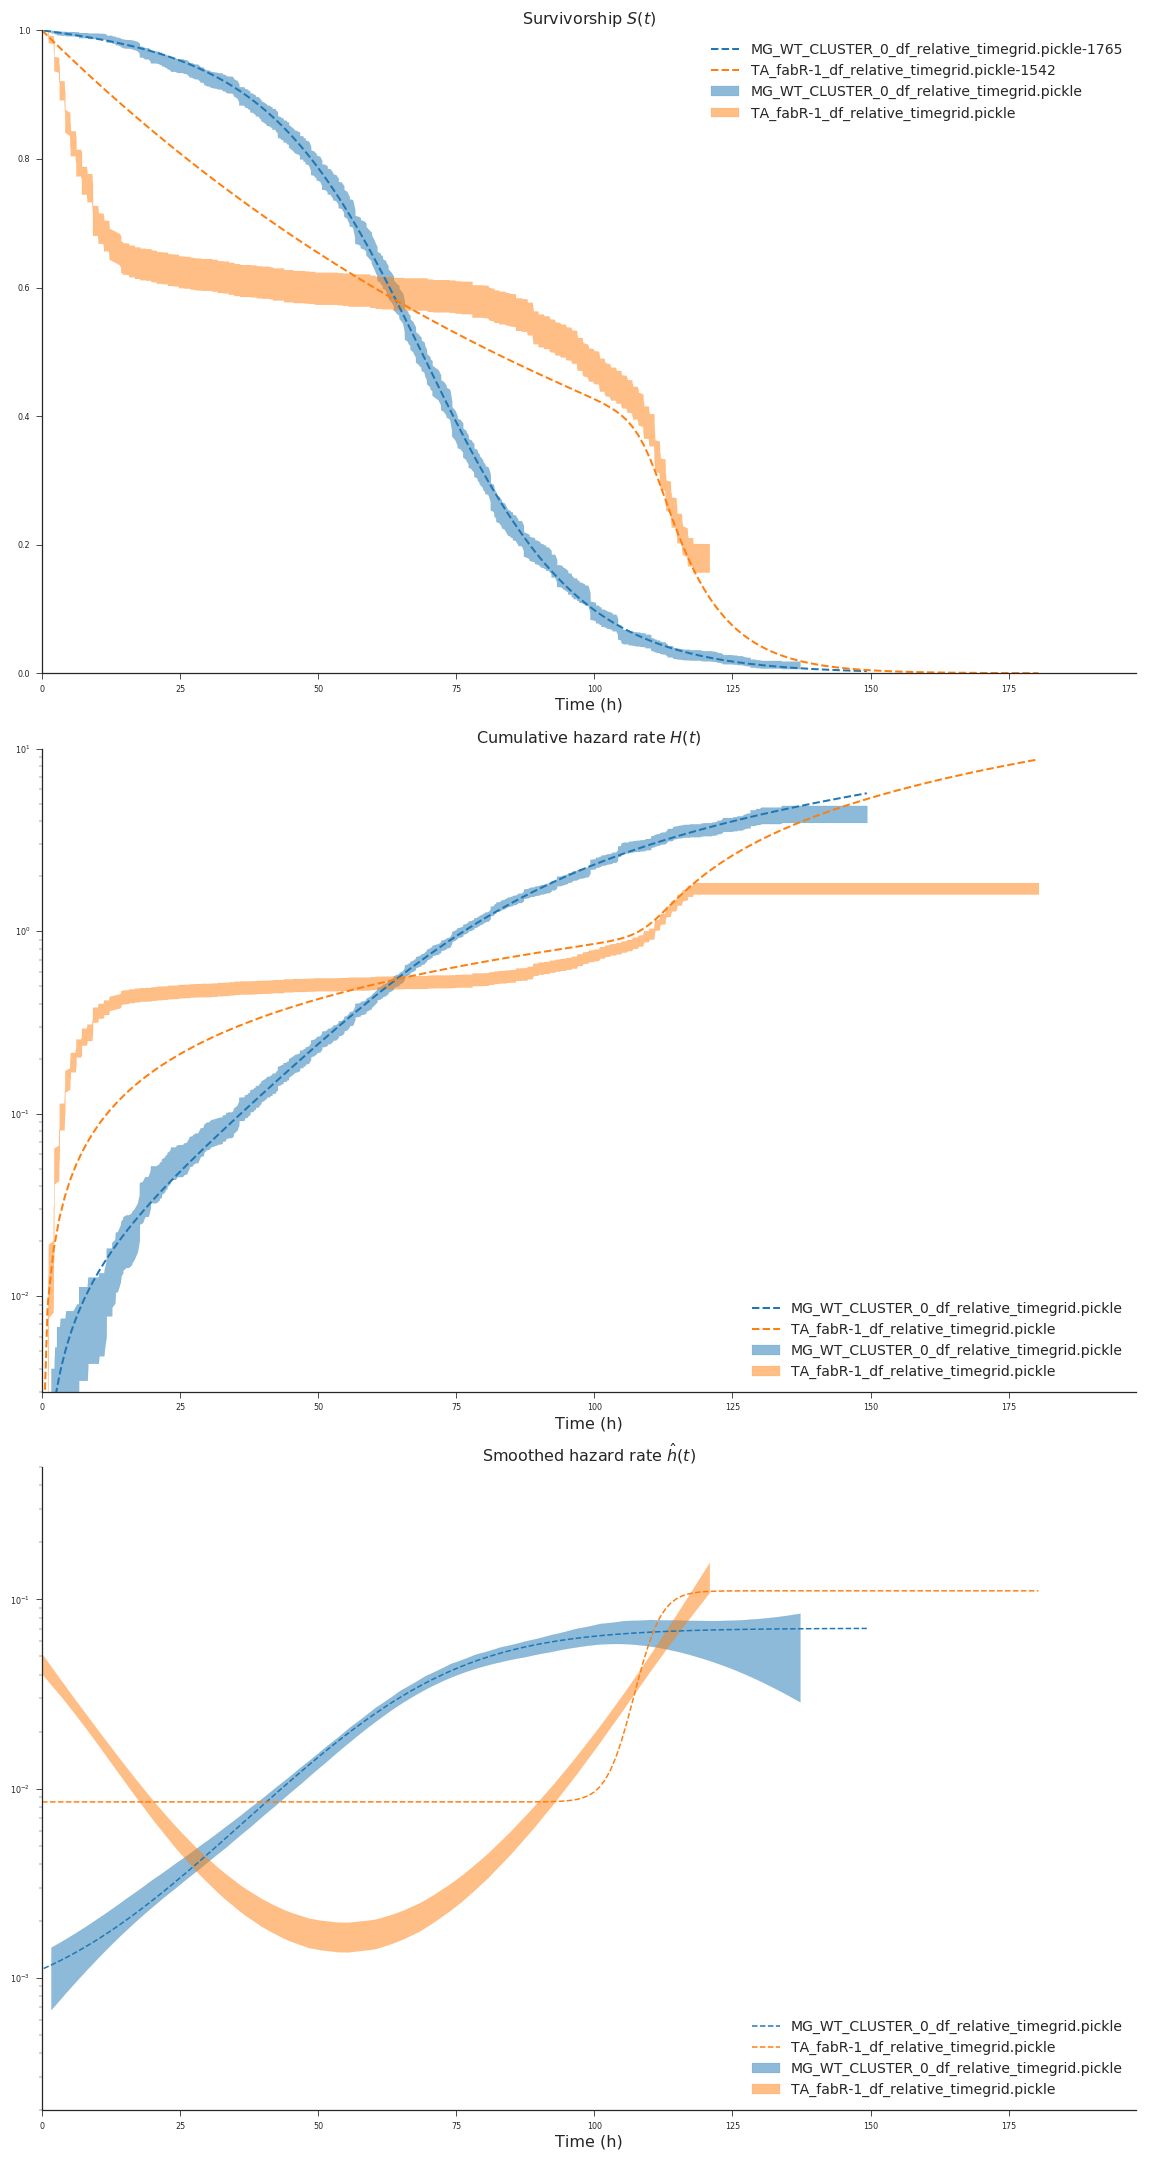 Survivorship S(t)
1.0
0.8
0.6
0.4
0.2
0.0
MG_WT_CLUSTER_0_df_relative_timegrid.pickle-1765
TA_fabR-1_df_relative_timegrid.pickle-1542
MG_WT_CLUSTER_0_df_relative_timegrid.pickle
TA_fabR-1_df_relative_timegrid.pickle
0 25 50 75 100 125 150 175
Time (h)
Cumulative hazard rate H(t)
10¹
10⁰
10⁻¹
10⁻²
MG_WT_CLUSTER_0_df_relative_timegrid.pickle
TA_fabR-1_df_relative_timegrid.pickle
MG_WT_CLUSTER_0_df_relative_timegrid.pickle
TA_fabR-1_df_relative_timegrid.pickle
0 25 50 75 100 125 150 175
Time (h)
Smoothed hazard rate ĥ(t)
10⁻¹
10⁻²
10⁻³
MG_WT_CLUSTER_0_df_relative_timegrid.pickle
TA_fabR-1_df_relative_timegrid.pickle
MG_WT_CLUSTER_0_df_relative_timegrid.pickle
TA_fabR-1_df_relative_timegrid.pickle
0 25 50 75 100 125 150 175
Time (h)